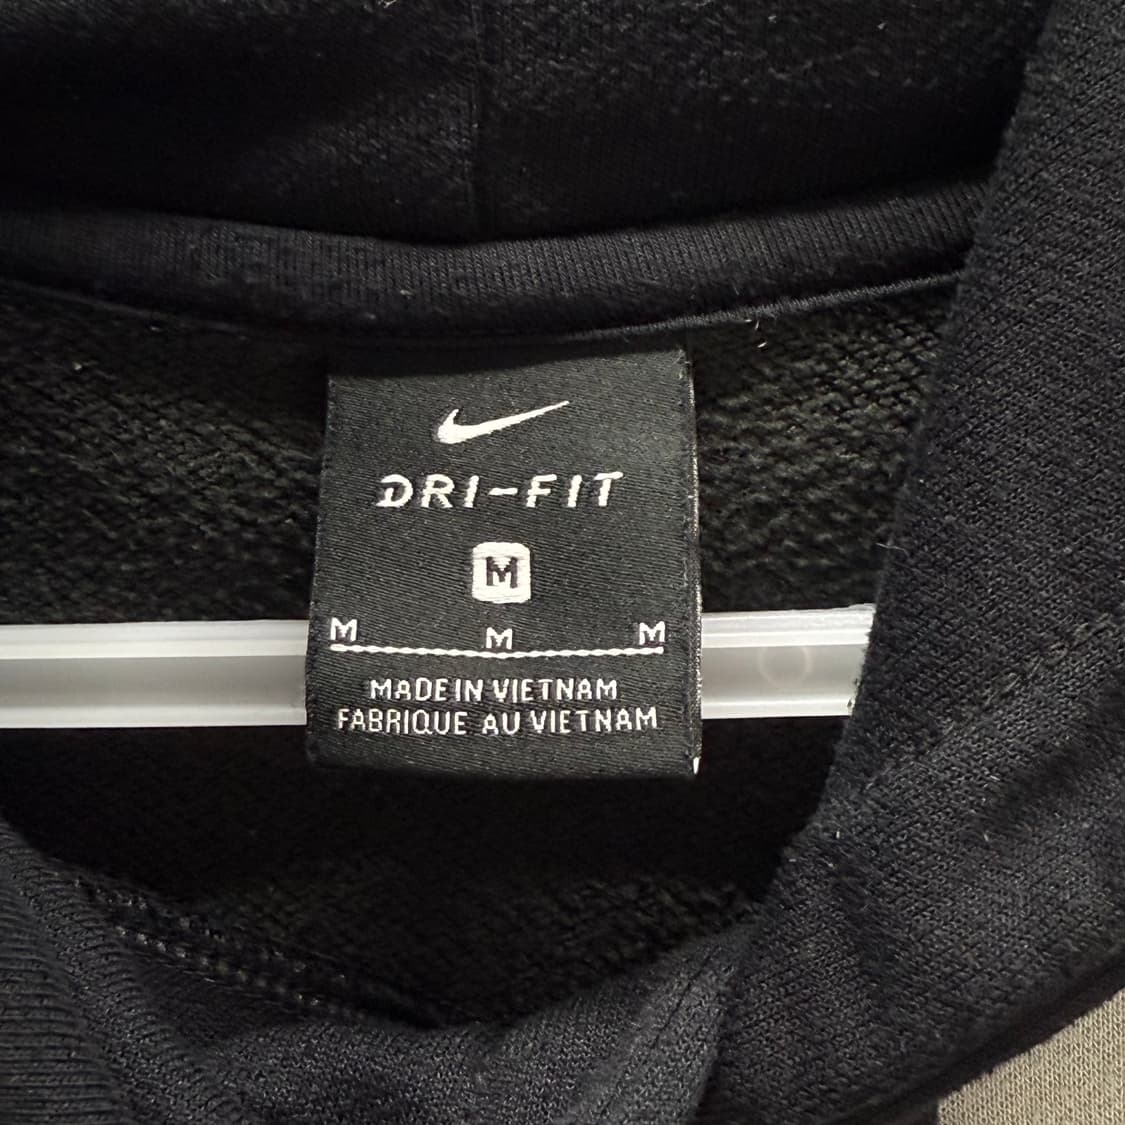 DRI-FIT
M
M M M
MADE IN VIETNAM
FABRIQUE AU VIETNAM